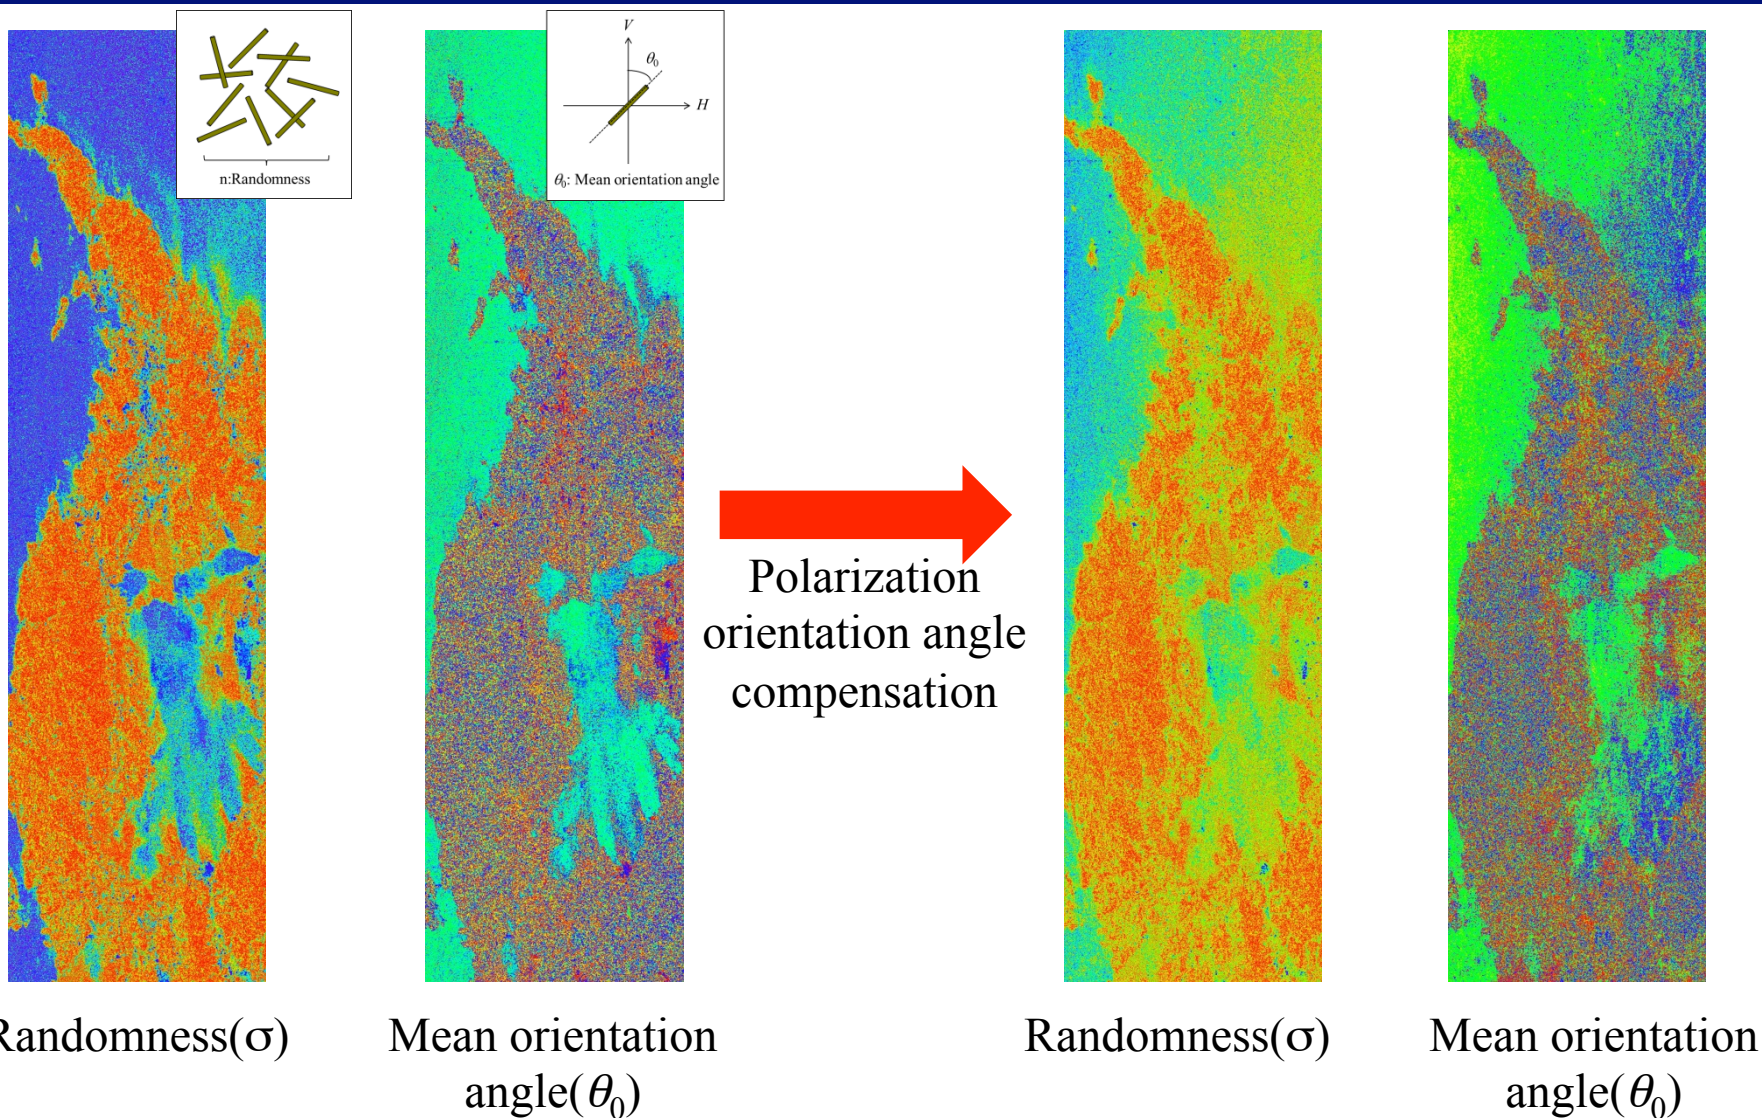 n:Randomness
V
θ0
H
θ0: Mean orientation angle
Polarization
orientation angle
compensation
Randomness(σ)
Mean orientation
angle(θ0)
Randomness(σ)
Mean orientation
angle(θ0)